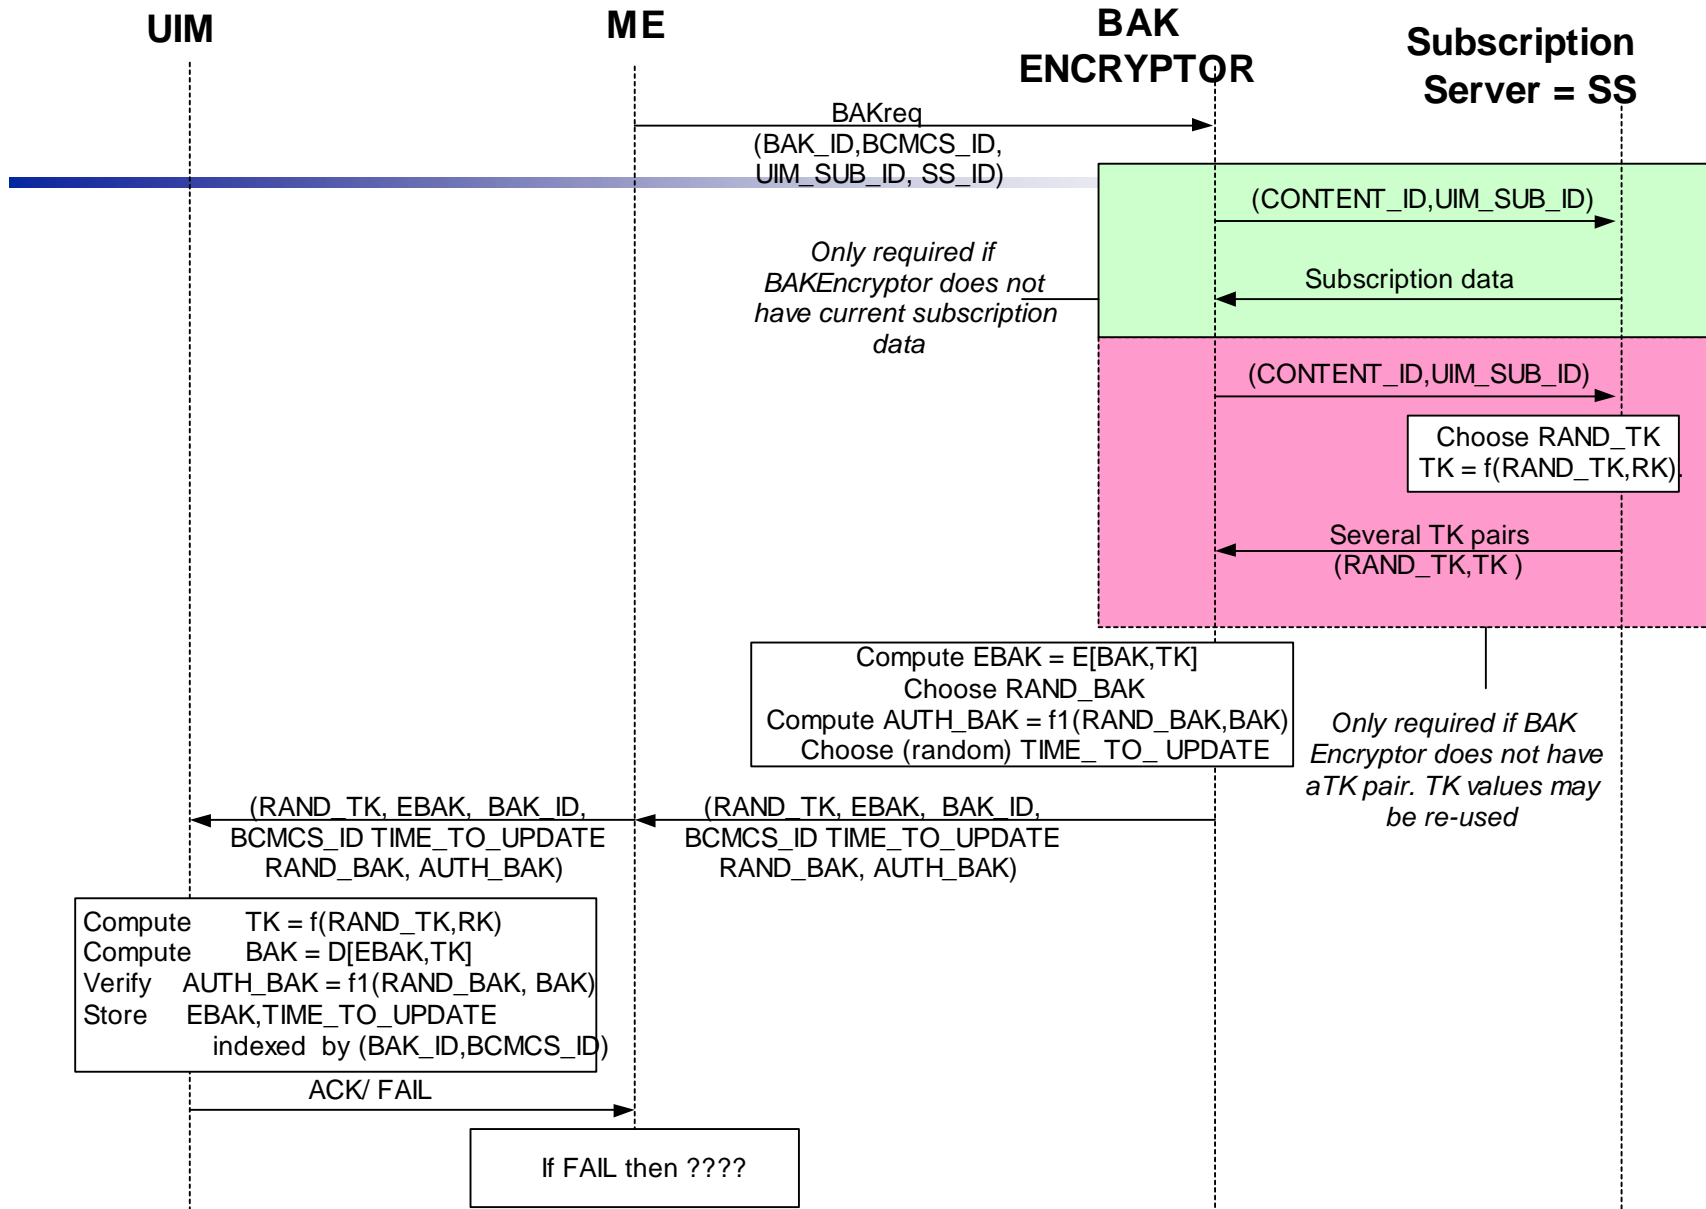 UIM
ME
BAK
ENCRYPTOR
Subscription
Server = SS
BAKreq
(BAK_ID,BCMCS_ID,
UIM_SUB_ID, SS_ID)
(CONTENT_ID,UIM_SUB_ID)
Only required if
BAKEncryptor does not
have current subscription
data
Subscription data
(CONTENT_ID,UIM_SUB_ID)
Choose RAND_TK
TK = f(RAND_TK,RK).
Several TK pairs
(RAND_TK,TK )
Compute EBAK = E[BAK,TK]
Choose RAND_BAK
Compute AUTH_BAK = f1(RAND_BAK,BAK)
Choose (random) TIME_ TO_ UPDATE
Only required if BAK
Encryptor does not have
aTK pair. TK values may
be re-used
(RAND_TK, EBAK, BAK_ID,
BCMCS_ID TIME_TO_UPDATE
RAND_BAK, AUTH_BAK)
(RAND_TK, EBAK, BAK_ID,
BCMCS_ID TIME_TO_UPDATE
RAND_BAK, AUTH_BAK)
Compute TK = f(RAND_TK,RK)
Compute BAK = D[EBAK,TK]
Verify AUTH_BAK = f1(RAND_BAK, BAK)
Store EBAK,TIME_TO_UPDATE
indexed by (BAK_ID,BCMCS_ID)
ACK/ FAIL
If FAIL then ????